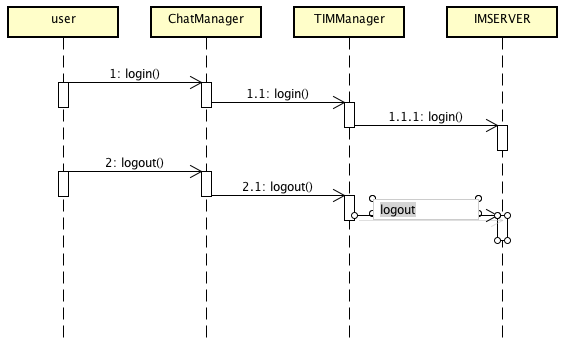 user
ChatManager
TIMManager
IMSERVER
1: login()
1.1: login()
1.1.1: login()
2: logout()
2.1: logout()
logout